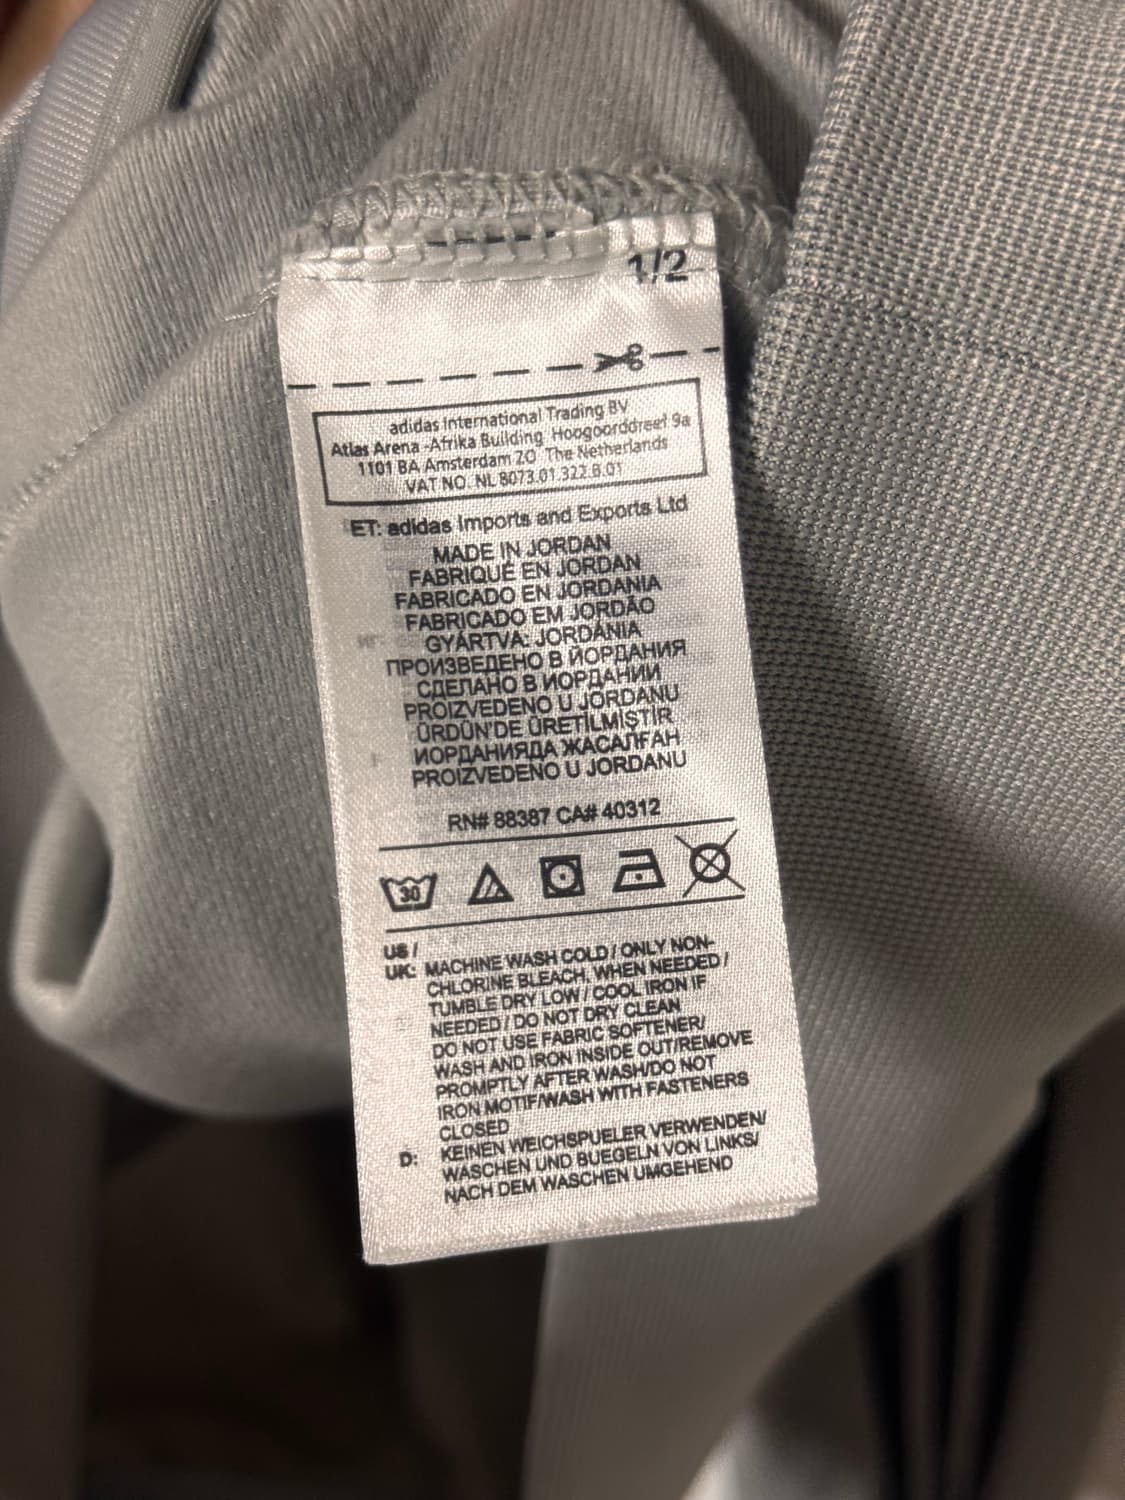 1/2
adidas International Trading BV
Atlas Arena -Afrika Building Hoogoorddreef 9a
1101 BA Amsterdam ZO The Netherlands
VAT NO. NL 8073.01.322.B.01
ET: adidas Imports and Exports Ltd
MADE IN JORDAN
FABRIQUÉ EN JORDAN
FABRICADO EN JORDANIA
FABRICADO EM JORDÃO
GYÁRTVA: JORDÁNIA
ПРОИЗВЕДЕНО В ЙОРДАНИЯ
СДЕЛАНО В ИОРДАНИИ
PROIZVEDENO U JORDANU
ÜRDÜN'DE ÜRETİLMİŞTİR
ИОРДАНИЯДА ЖАСАЛҒАН
PROIZVEDENO U JORDANU
RN# 88387 CA# 40312
30
US /
UK: MACHINE WASH COLD / ONLY NON-
CHLORINE BLEACH, WHEN NEEDED /
TUMBLE DRY LOW / COOL IRON IF
NEEDED / DO NOT DRY CLEAN
DO NOT USE FABRIC SOFTENER/
WASH AND IRON INSIDE OUT/REMOVE
PROMPTLY AFTER WASH/DO NOT
IRON MOTIF/WASH WITH FASTENERS
CLOSED
D: KEINEN WEICHSPUELER VERWENDEN/
WASCHEN UND BUEGELN VON LINKS/
NACH DEM WASCHEN UMGEHEND